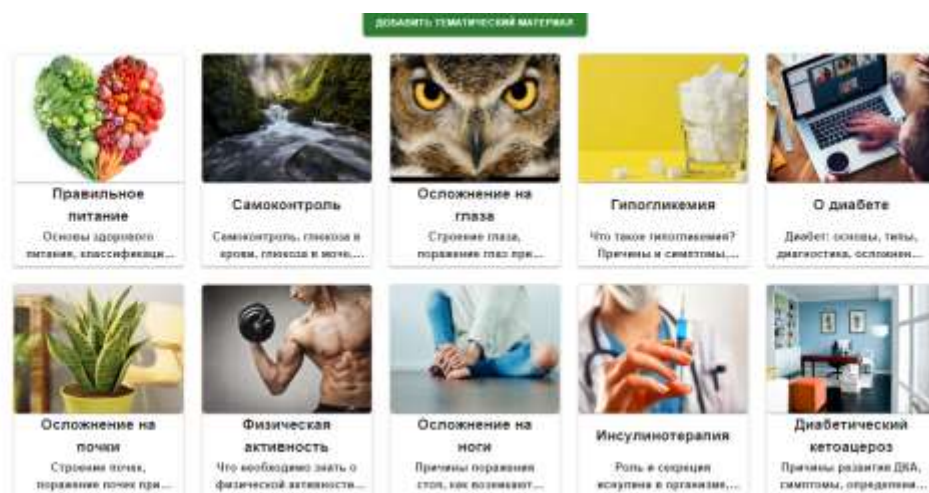 ДОБАВИТЬ ТЕМАТИЧЕСКИЙ МАТЕРИАЛ
Правильное
питание
Основы здорового
питания, классификаци...
Самоконтроль
Самоконтроль, глюкоза в
крови, глюкоза в моче,...
Осложнение на
глаза
Строение глаза,
поражение глаз при...
Гипогликемия
Что такое гипогликемия?
Причины и симптомы,...
О диабете
Диабет: основы, типы,
диагностика, осложнен...
Осложнение на
почки
Строение почек,
поражение почек при...
Физическая
активность
Что необходимо знать о
физической активности...
Осложнение на
ноги
Причины поражения
стоп, как возникают...
Инсулинотерапия
Роль и секреция
инсулина в организме,...
Диабетический
кетоацероз
Причины развития ДКА,
симптомы, определени...